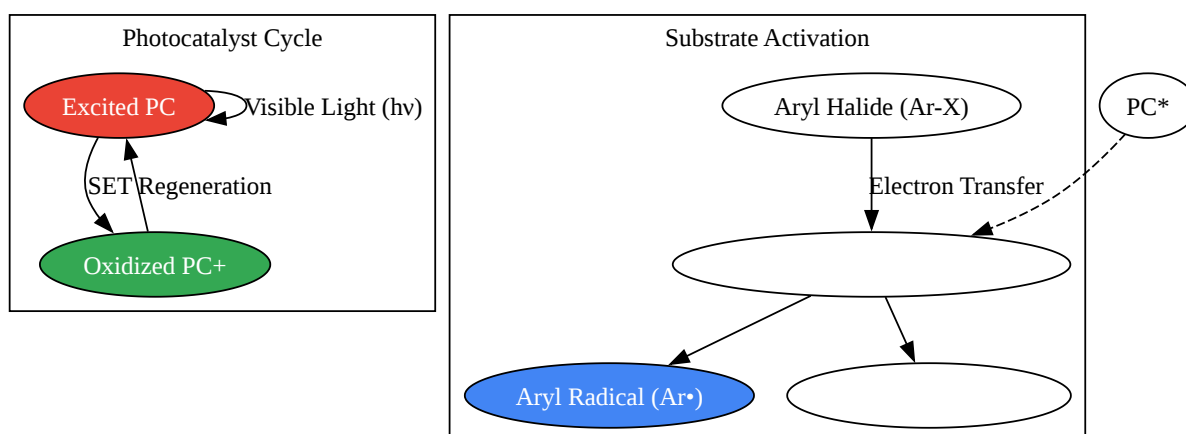 Photocatalyst Cycle
Excited PC
Visible Light (hν)
SET
Regeneration
Oxidized PC+
Substrate Activation
Aryl Halide (Ar-X)
PC*
Electron Transfer
Aryl Radical (Ar•)